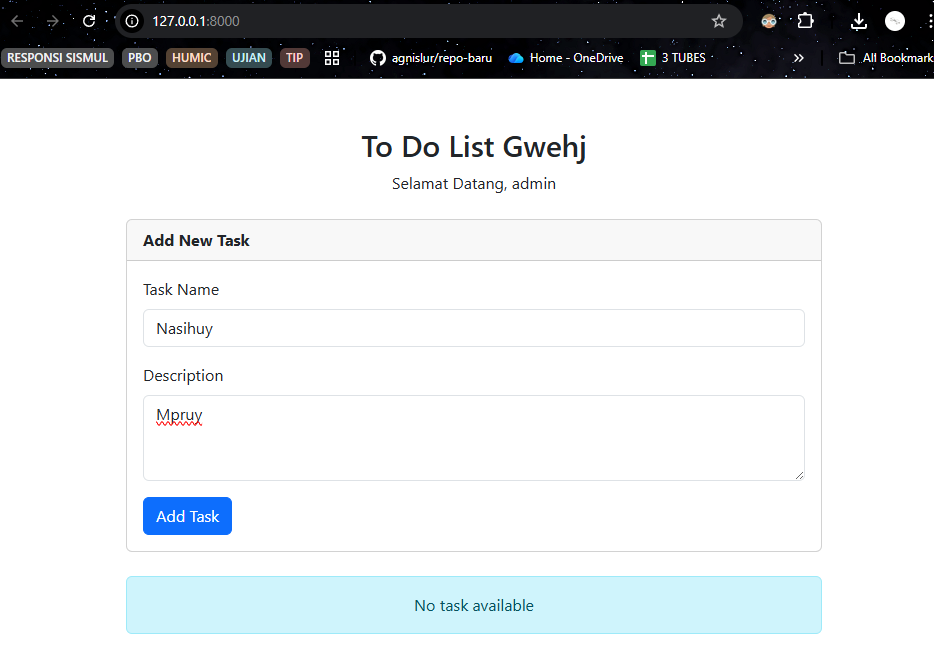 127.0.0.1:8000
RESPONSI SISMUL PBO HUMIC UJIAN TIP agnislur/repo-baru Home - OneDrive 3 TUBES » All Bookmark
To Do List Gwehj
Selamat Datang, admin
Add New Task
Task Name
Nasihuy
Description
Mpruy
Add Task
No task available